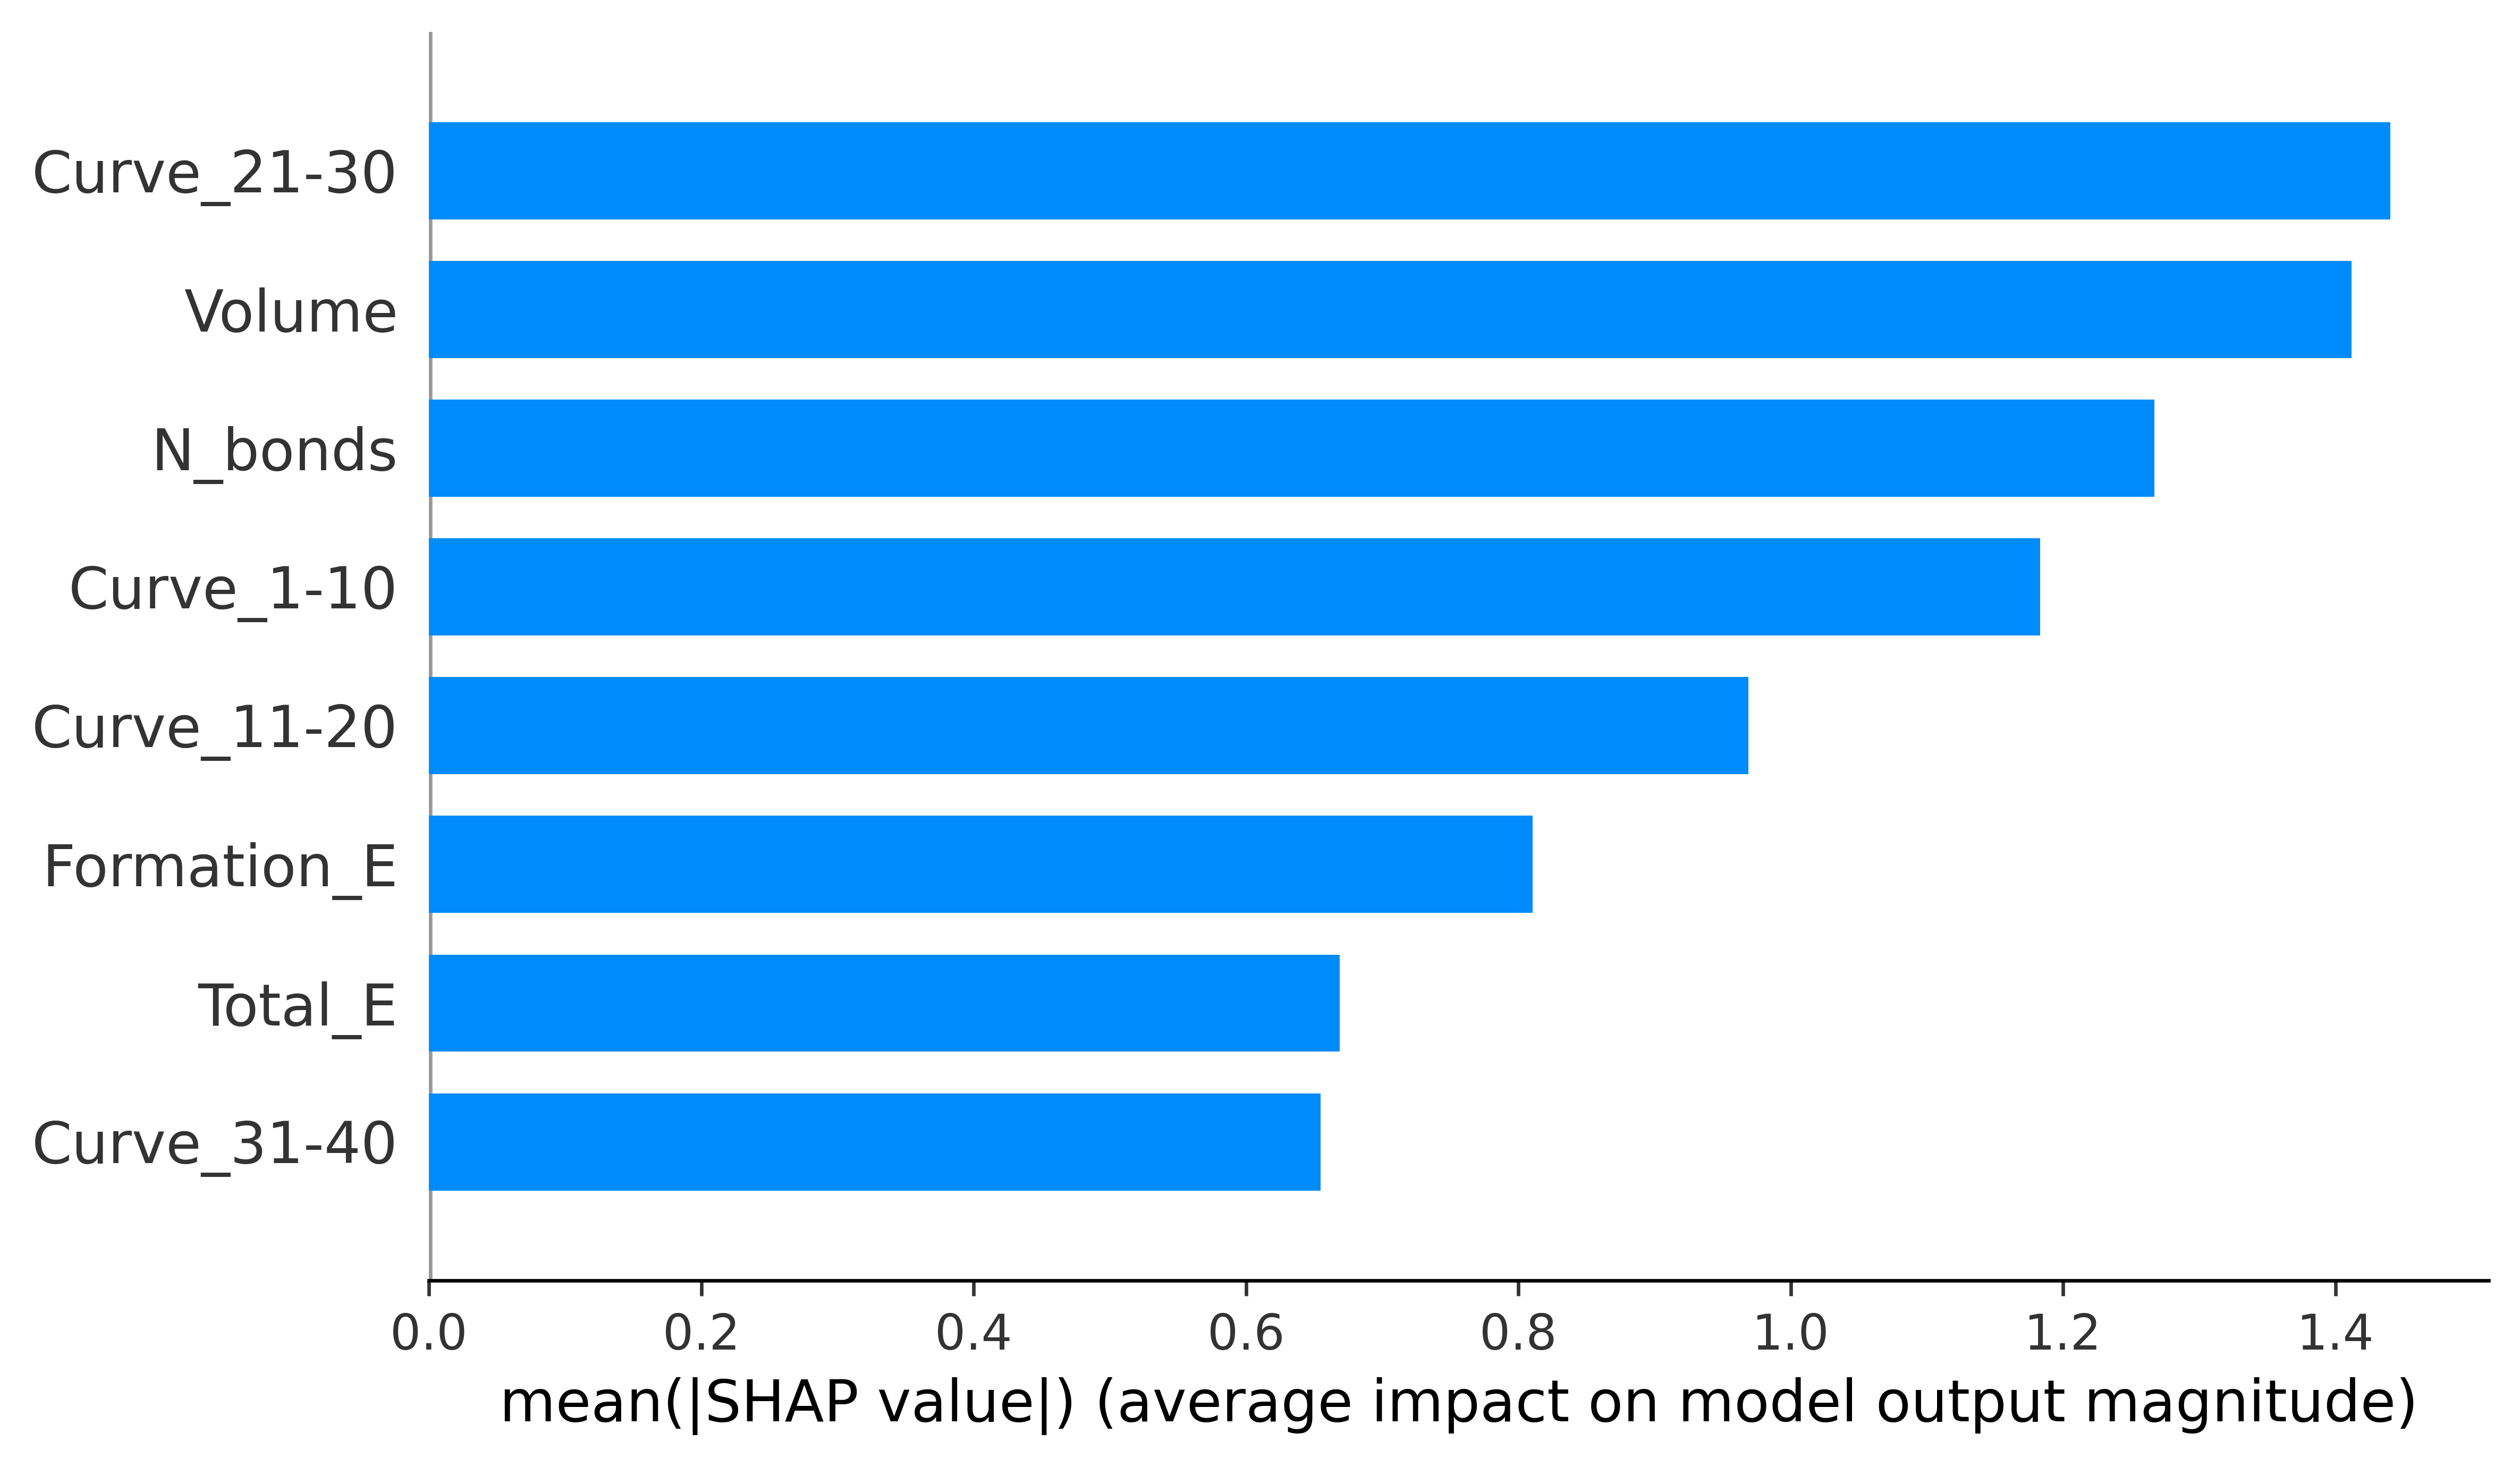 Curve_21-30
Volume
N_bonds
Curve_1-10
Curve_11-20
Formation_E
Total_E
Curve_31-40
0.0 0.2 0.4 0.6 0.8 1.0 1.2 1.4
mean(|SHAP value|) (average impact on model output magnitude)